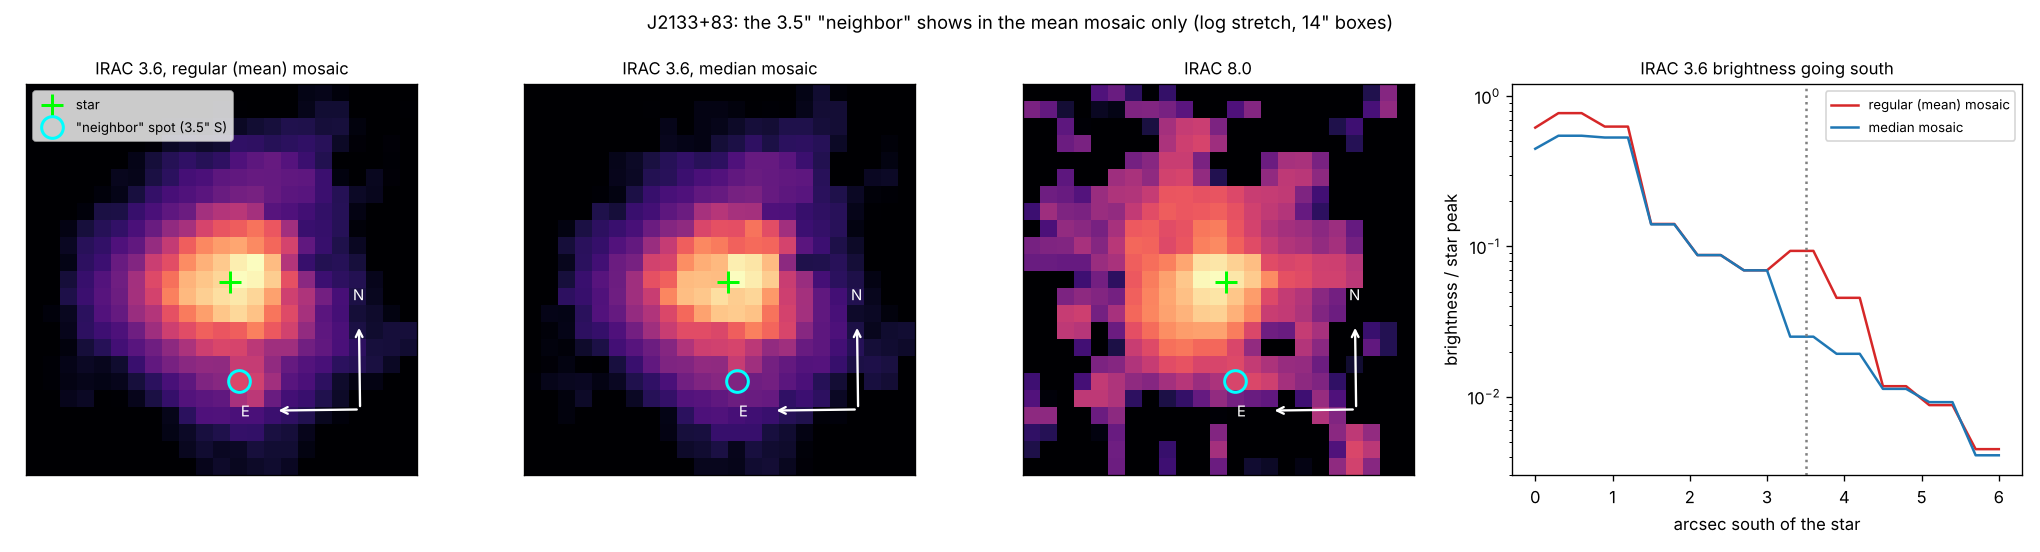 J2133+83: the 3.5" "neighbor" shows in the mean mosaic only (log stretch, 14" boxes)
IRAC 3.6, regular (mean) mosaic
star
"neighbor" spot (3.5" S)
N
E
IRAC 3.6, median mosaic
N
E
IRAC 8.0
N
E
IRAC 3.6 brightness going south
regular (mean) mosaic
median mosaic
brightness / star peak
10⁰
10⁻¹
10⁻²
0 1 2 3 4 5 6
arcsec south of the star